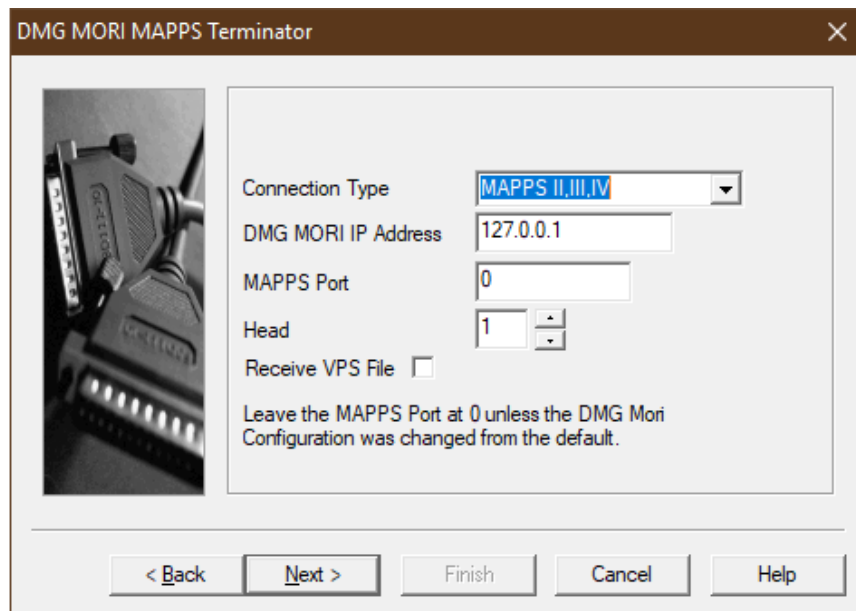 DMG MORI MAPPS Terminator
Connection Type MAPPS II,III,IV
DMG MORI IP Address 127.0.0.1
MAPPS Port 0
Head 1
Receive VPS File
Leave the MAPPS Port at 0 unless the DMG Mori
Configuration was changed from the default.
< Back Next > Finish Cancel Help